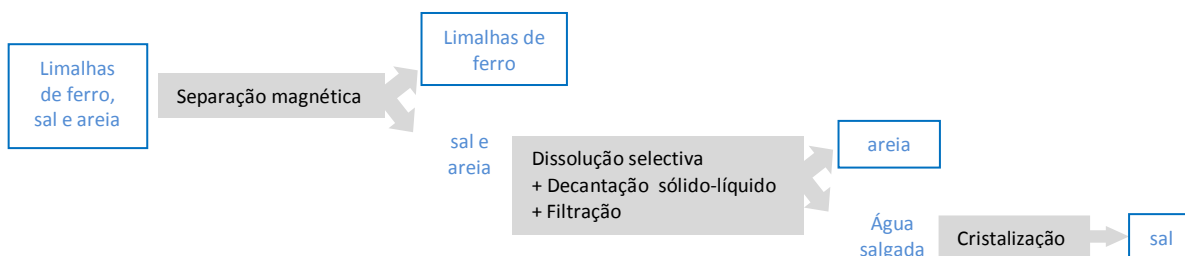 Limalhas
de ferro,
sal e areia
Separação magnética
Limalhas de
ferro
sal e
areia
Dissolução selectiva
+ Decantação sólido-líquido
+ Filtração
areia
Água
salgada
Cristalização
sal